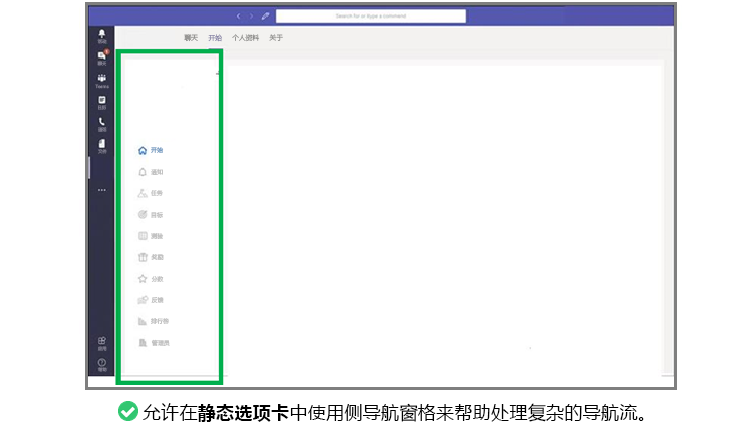 Search for or type a command
聊天 开始 个人资料 关于
Teams
开始
通知
任务
目标
测验
奖励
分数
反馈
排行榜
管理员
允许在静态选项卡中使用侧导航窗格来帮助处理复杂的导航流。